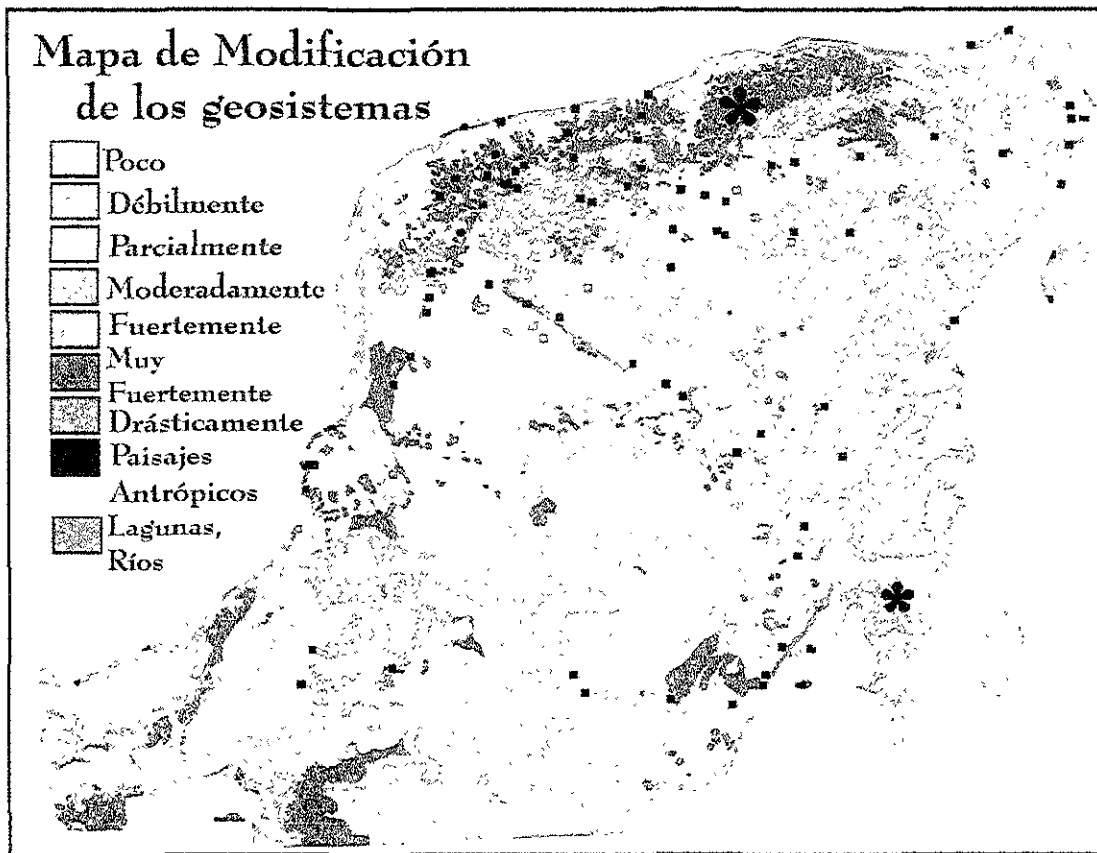 Mapa de Modificación
de los geosistemas
Poco
Débilmente
Parcialmente
Moderadamente
Fuertemente
Muy
Fuertemente
Drásticamente
Paisajes
Antrópicos
Lagunas,
Ríos